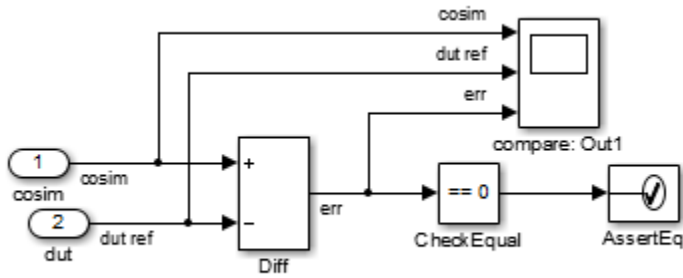 cosim
dut ref
err
compare: Out1
1
cosim
cosim
+
2
dut ref
dut
−
Diff
err
== 0
CheckEqual
AssertEq